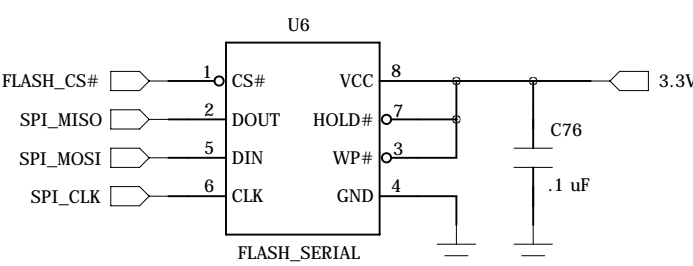 U6
FLASH_CS# 1 CS# VCC 8 3.3V
SPI_MISO 2 DOUT HOLD# 7
C76
SPI_MOSI 5 DIN WP# 3
.1 uF
SPI_CLK 6 CLK GND 4
FLASH_SERIAL